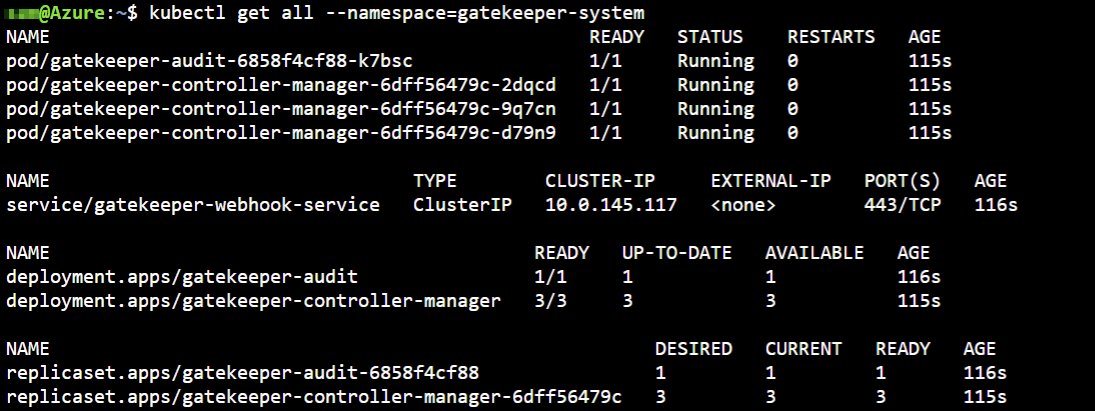 @Azure:~$ kubectl get all --namespace=gatekeeper-system
NAME READY STATUS RESTARTS AGE
pod/gatekeeper-audit-6858f4cf88-k7bsc 1/1 Running 0 115s
pod/gatekeeper-controller-manager-6dff56479c-2dqcd 1/1 Running 0 115s
pod/gatekeeper-controller-manager-6dff56479c-9q7cn 1/1 Running 0 115s
pod/gatekeeper-controller-manager-6dff56479c-d79n9 1/1 Running 0 115s
NAME TYPE CLUSTER-IP EXTERNAL-IP PORT(S) AGE
service/gatekeeper-webhook-service ClusterIP 10.0.145.117 <none> 443/TCP 116s
NAME READY UP-TO-DATE AVAILABLE AGE
deployment.apps/gatekeeper-audit 1/1 1 1 116s
deployment.apps/gatekeeper-controller-manager 3/3 3 3 115s
NAME DESIRED CURRENT READY AGE
replicaset.apps/gatekeeper-audit-6858f4cf88 1 1 1 116s
replicaset.apps/gatekeeper-controller-manager-6dff56479c 3 3 3 115s